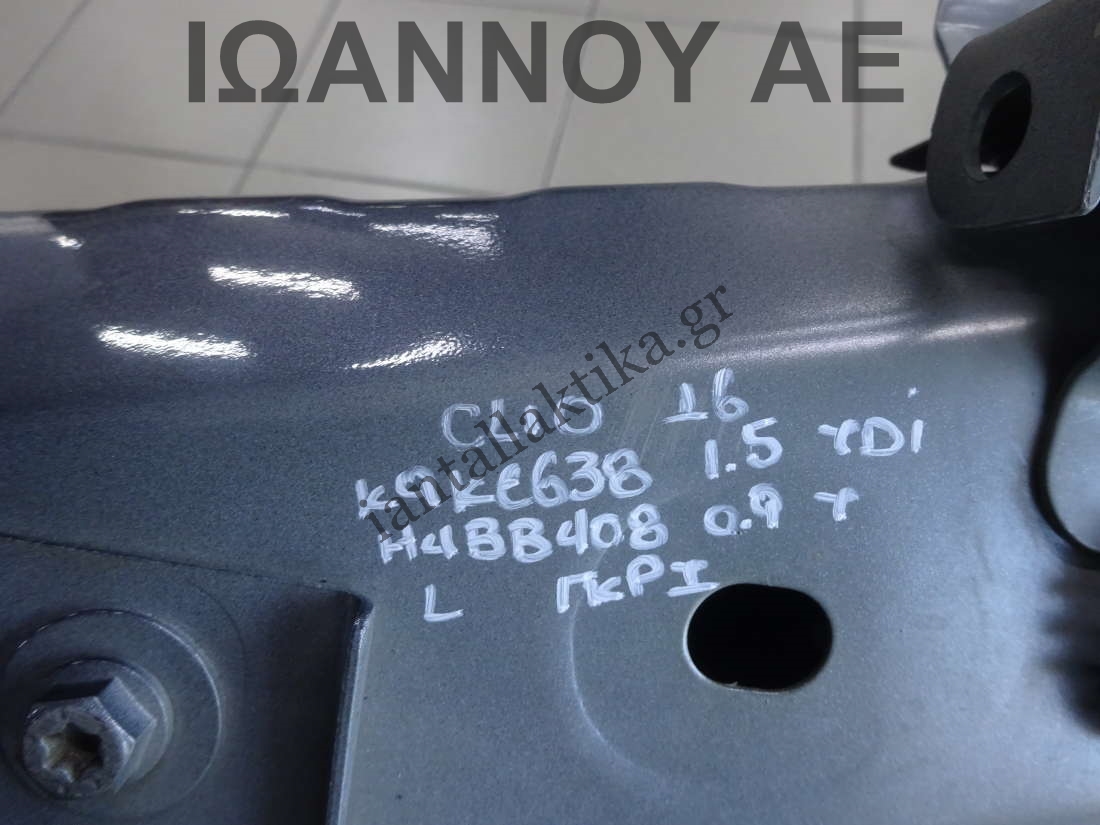 ΙΩΑΝΝΟΥ ΑΕ
iantallaktika.gr
CLIO 16
K9KE638 1.5 TDi
H4BB408 0.9 T
L ΓΚΡΙ